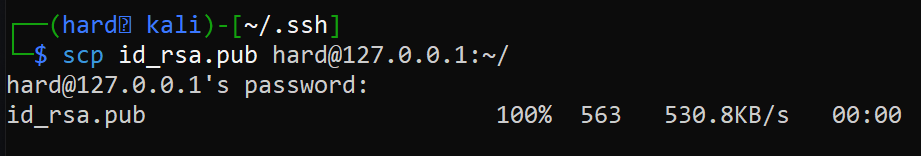 ┌──(hard㉿ kali)-[~/.ssh]
└─$ scp id_rsa.pub hard@127.0.0.1:~/
hard@127.0.0.1's password:
id_rsa.pub 100% 563 530.8KB/s 00:00